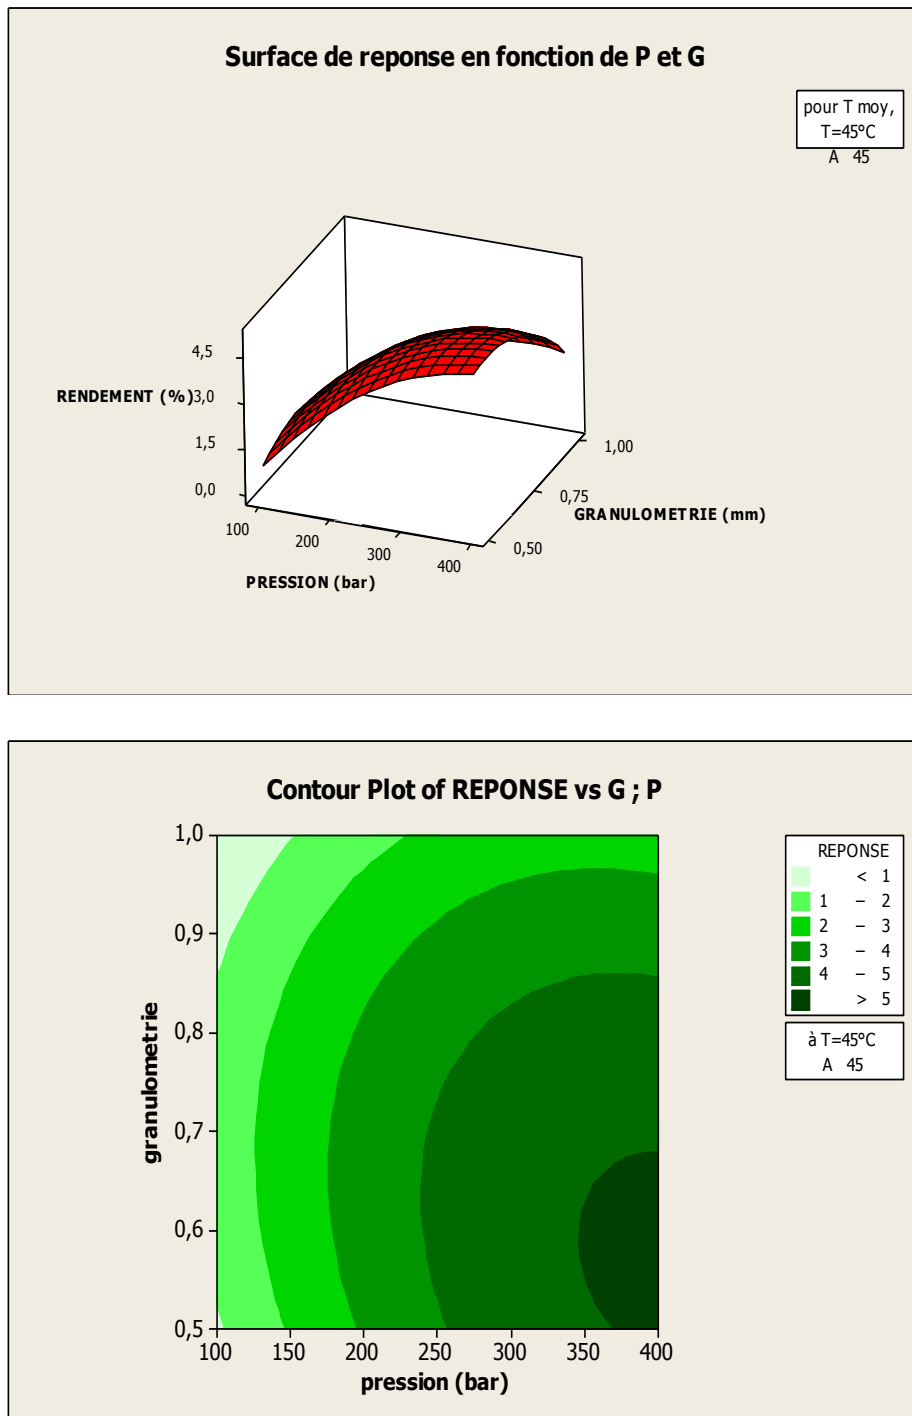 Surface de reponse en fonction de P et G
pour T moy,
T=45°C
A 45
4,5
RENDEMENT (%)
3,0
1,5
0,0
100
200
300
400
PRESSION (bar)
1,00
0,75
0,50
GRANULOMETRIE (mm)
Contour Plot of REPONSE vs G ; P
1,0
0,9
0,8
0,7
0,6
0,5
granulometrie
100 150 200 250 300 350 400
pression (bar)
REPONSE
< 1
1 – 2
2 – 3
3 – 4
4 – 5
> 5
à T=45°C
A 45